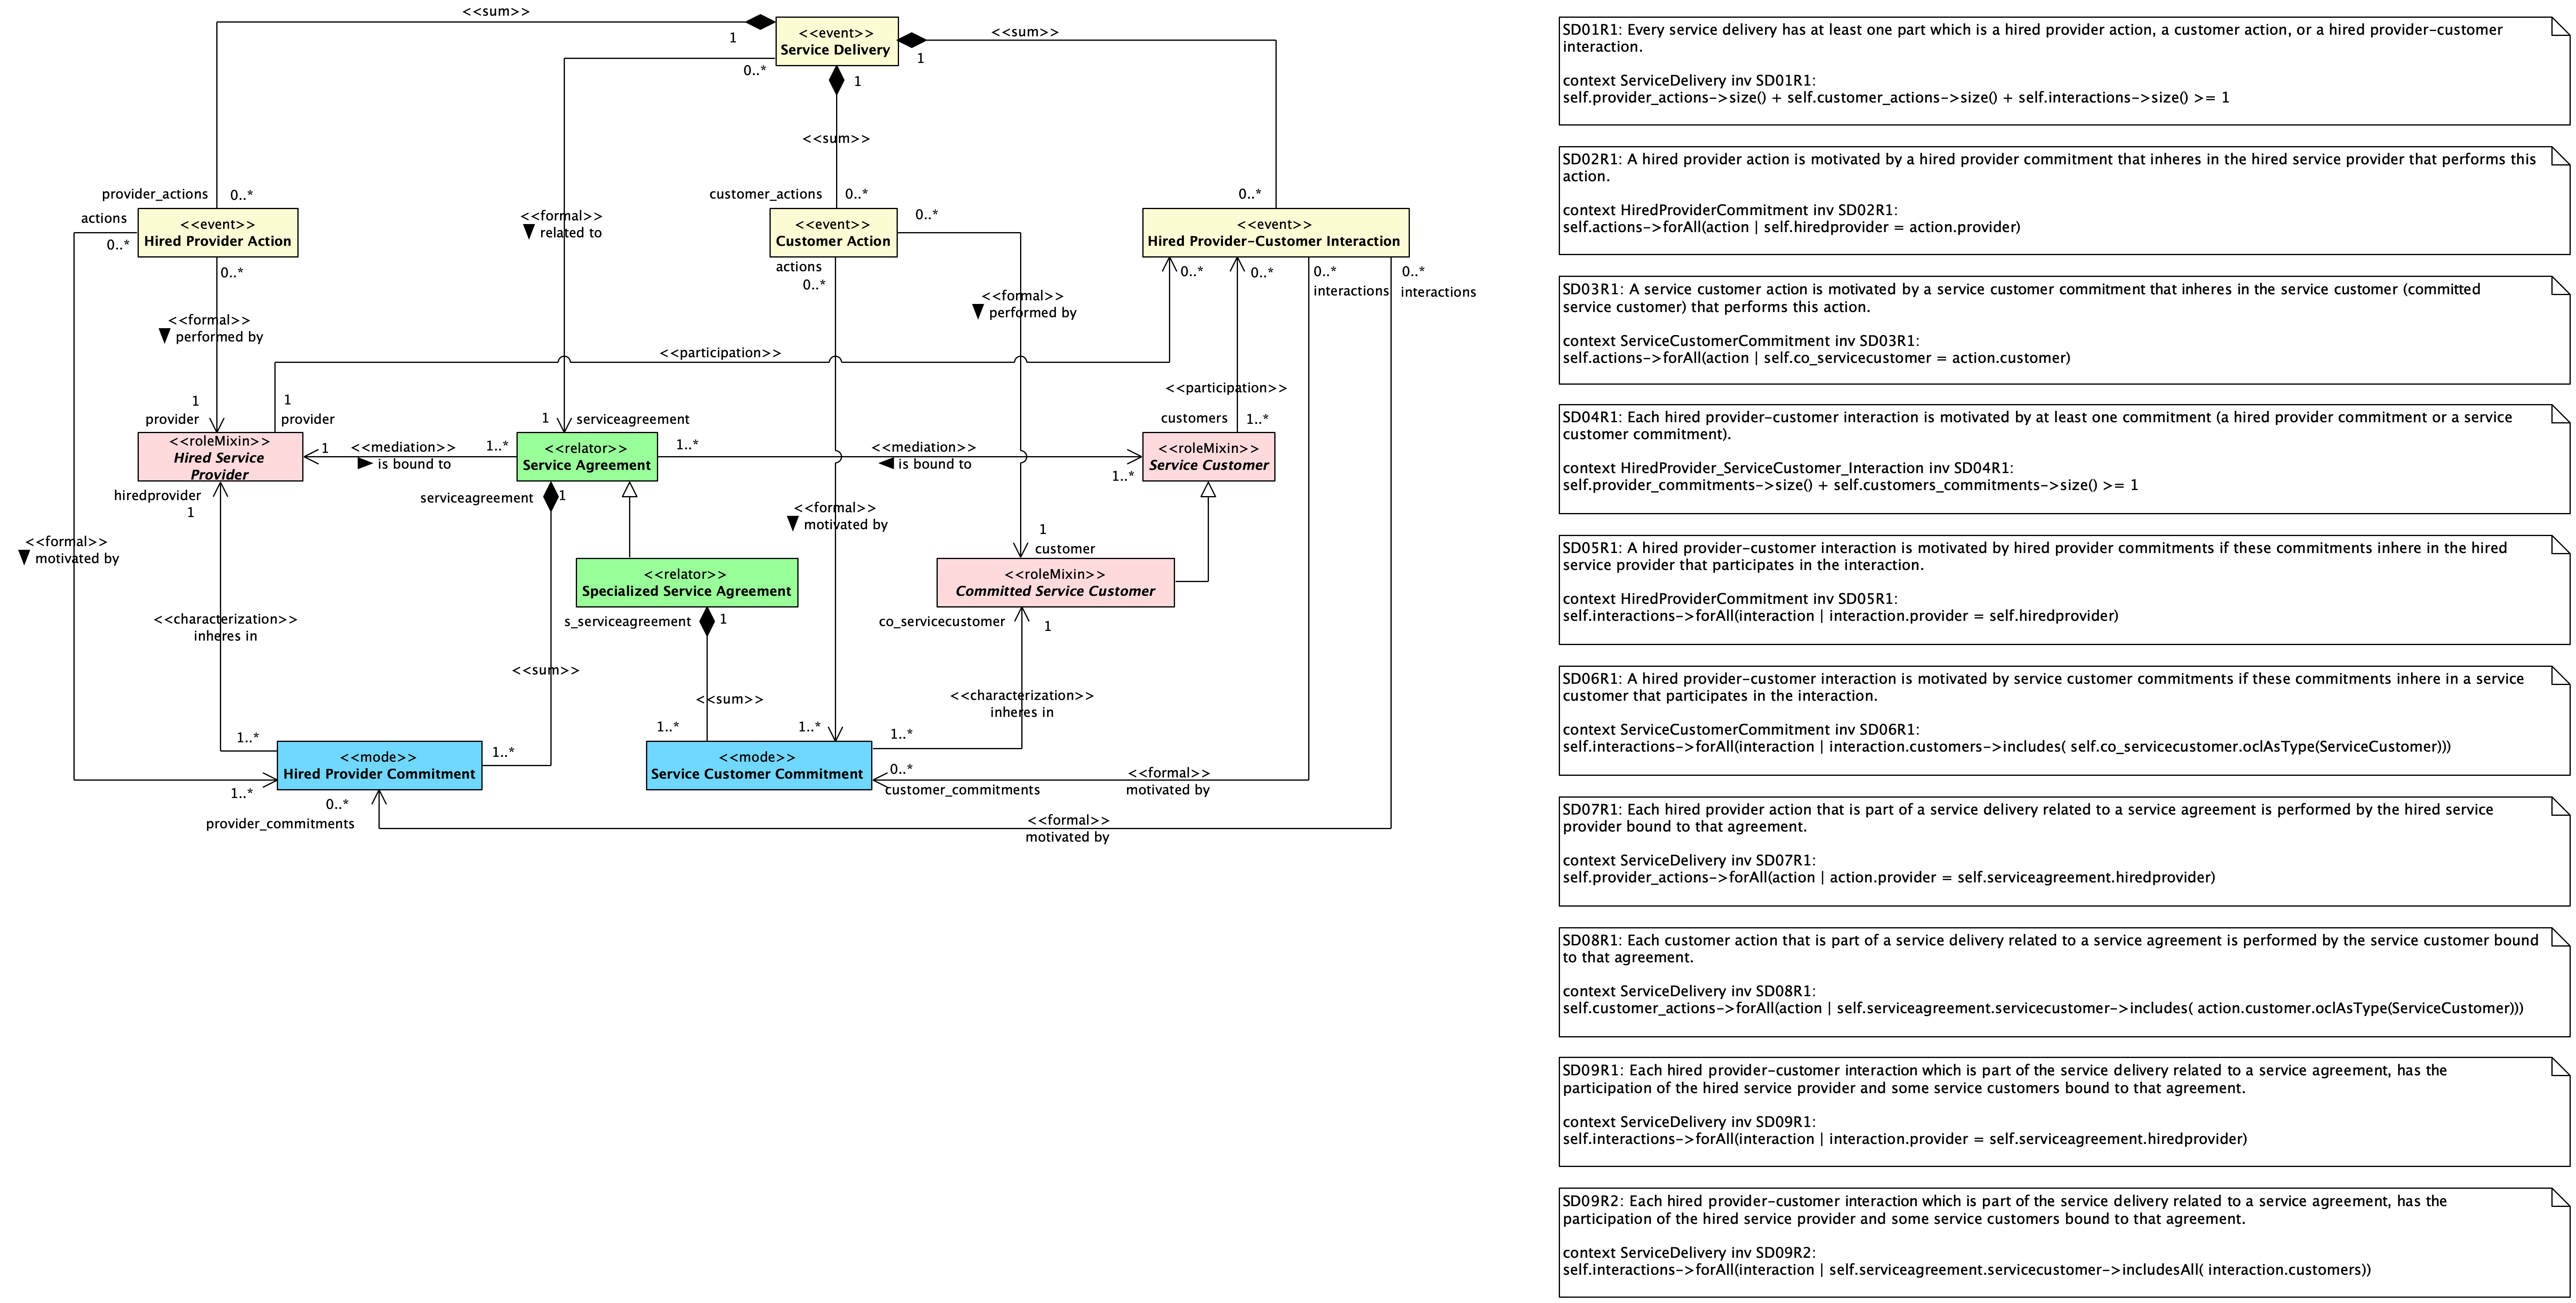 <<sum>>
1
<<event>>
Service Delivery
<<sum>>
1
0..*
1
<<sum>>
provider_actions
0..*
customer_actions
0..*
0..*
actions
0..*
<<event>>
Hired Provider Action
<<formal>>
related to
<<event>>
Customer Action
0..*
<<event>>
Hired Provider-Customer Interaction
0..*
actions
0..*
0..*
0..*
0..*
interactions
0..*
interactions
<<formal>>
performed by
<<formal>>
performed by
<<participation>>
<<participation>>
1
provider
1
provider
1
serviceagreement
customers
1..*
<<roleMixin>>
Hired Service
Provider
1
<<mediation>>
is bound to
1..*
<<relator>>
Service Agreement
1..*
<<mediation>>
is bound to
1..*
<<roleMixin>>
Service Customer
hiredprovider
1
serviceagreement
1
<<formal>>
motivated by
<<formal>>
motivated by
1
customer
<<relator>>
Specialized Service Agreement
<<roleMixin>>
Committed Service Customer
<<characterization>>
inheres in
s_serviceagreement
1
co_servicecustomer
1
<<sum>>
<<sum>>
<<characterization>>
inheres in
1..*
1..*
1..*
1..*
1..*
<<mode>>
Hired Provider Commitment
<<mode>>
Service Customer Commitment
0..*
customer_commitments
<<formal>>
motivated by
1..*
0..*
provider_commitments
<<formal>>
motivated by
SD01R1: Every service delivery has at least one part which is a hired provider action, a customer action, or a hired provider-customer
interaction.
context ServiceDelivery inv SD01R1:
self.provider_actions->size() + self.customer_actions->size() + self.interactions->size() >= 1
SD02R1: A hired provider action is motivated by a hired provider commitment that inheres in the hired service provider that performs this
action.
context HiredProviderCommitment inv SD02R1:
self.actions->forAll(action | self.hiredprovider = action.provider)
SD03R1: A service customer action is motivated by a service customer commitment that inheres in the service customer (committed
service customer) that performs this action.
context ServiceCustomerCommitment inv SD03R1:
self.actions->forAll(action | self.co_servicecustomer = action.customer)
SD04R1: Each hired provider-customer interaction is motivated by at least one commitment (a hired provider commitment or a service
customer commitment).
context HiredProvider_ServiceCustomer_Interaction inv SD04R1:
self.provider_commitments->size() + self.customers_commitments->size() >= 1
SD05R1: A hired provider-customer interaction is motivated by hired provider commitments if these commitments inhere in the hired
service provider that participates in the interaction.
context HiredProviderCommitment inv SD05R1:
self.interactions->forAll(interaction | interaction.provider = self.hiredprovider)
SD06R1: A hired provider-customer interaction is motivated by service customer commitments if these commitments inhere in a service
customer that participates in the interaction.
context ServiceCustomerCommitment inv SD06R1:
self.interactions->forAll(interaction | interaction.customers->includes( self.co_servicecustomer.oclAsType(ServiceCustomer)))
SD07R1: Each hired provider action that is part of a service delivery related to a service agreement is performed by the hired service
provider bound to that agreement.
context ServiceDelivery inv SD07R1:
self.provider_actions->forAll(action | action.provider = self.serviceagreement.hiredprovider)
SD08R1: Each customer action that is part of a service delivery related to a service agreement is performed by the service customer bound
to that agreement.
context ServiceDelivery inv SD08R1:
self.customer_actions->forAll(action | self.serviceagreement.servicecustomer->includes( action.customer.oclAsType(ServiceCustomer)))
SD09R1: Each hired provider-customer interaction which is part of the service delivery related to a service agreement, has the
participation of the hired service provider and some service customers bound to that agreement.
context ServiceDelivery inv SD09R1:
self.interactions->forAll(interaction | interaction.provider = self.serviceagreement.hiredprovider)
SD09R2: Each hired provider-customer interaction which is part of the service delivery related to a service agreement, has the
participation of the hired service provider and some service customers bound to that agreement.
context ServiceDelivery inv SD09R2:
self.interactions->forAll(interaction | self.serviceagreement.servicecustomer->includesAll( interaction.customers))